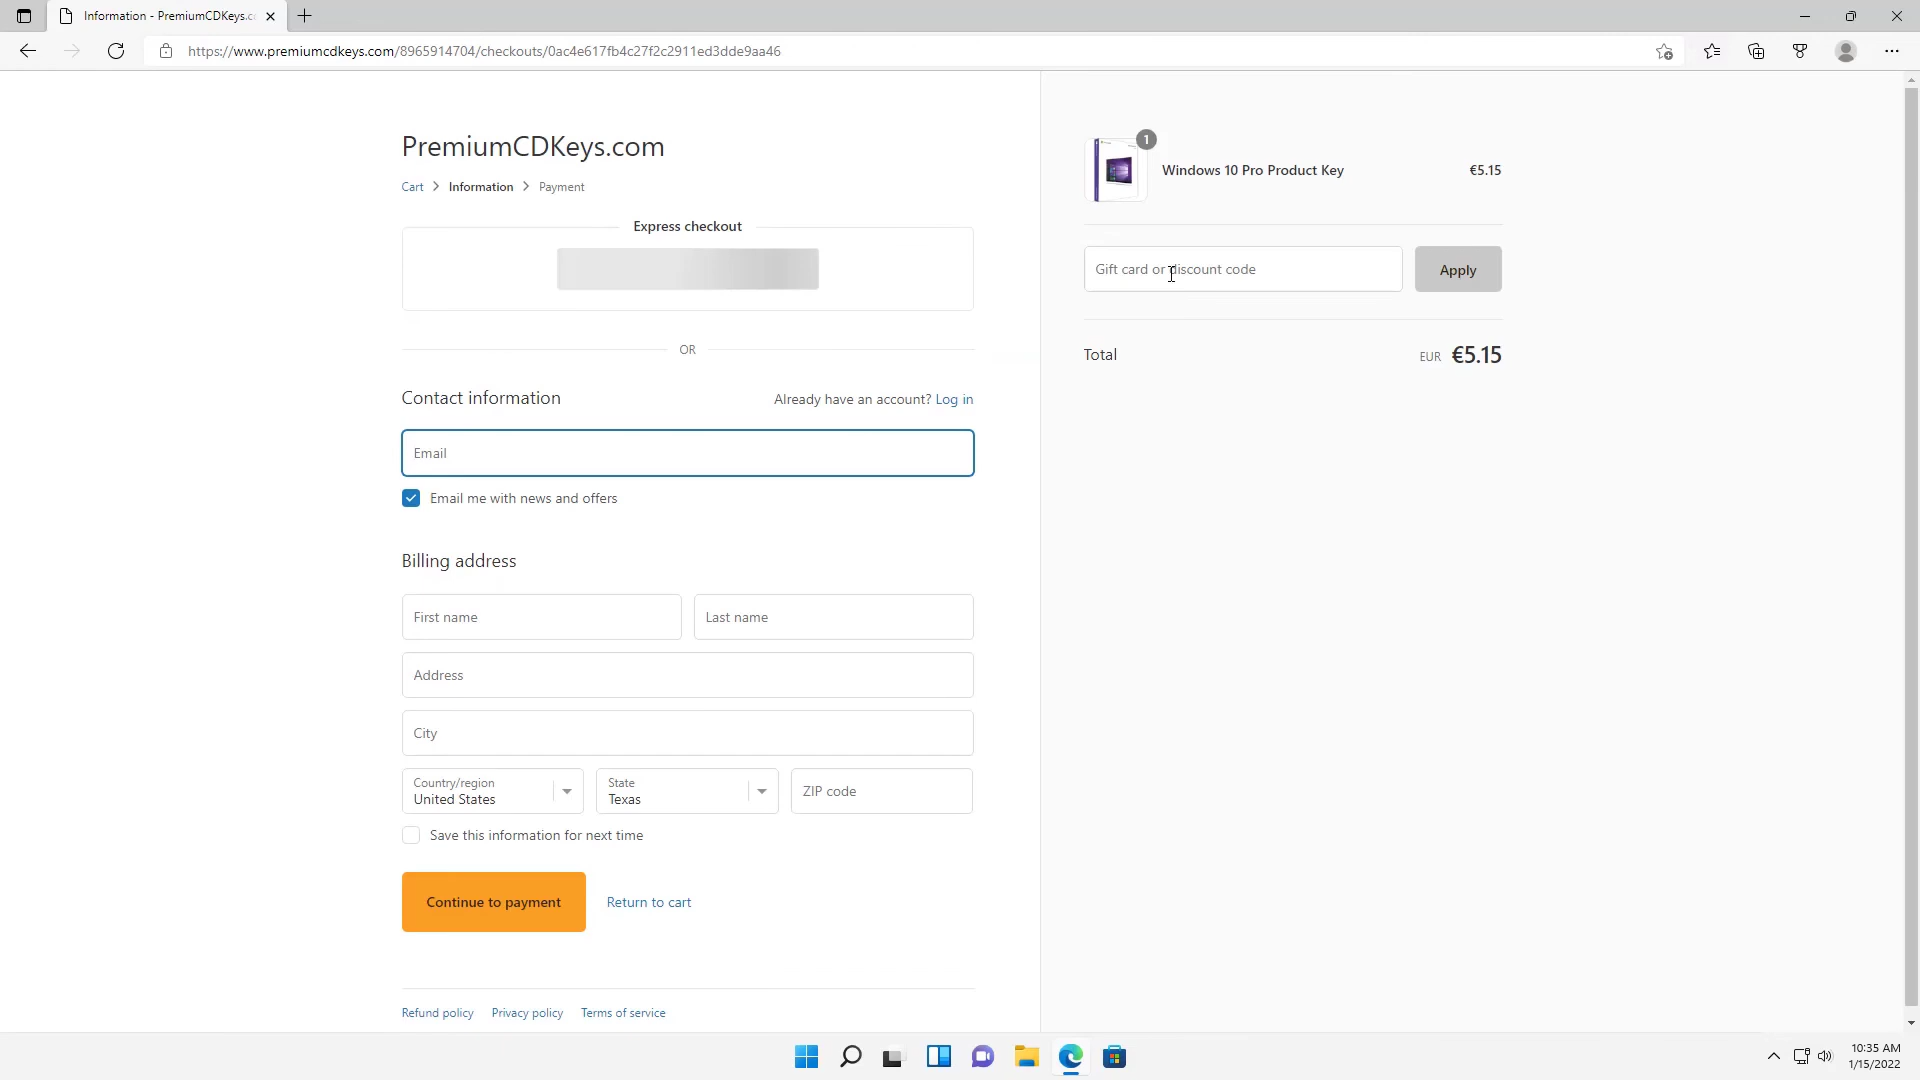 Information - PremiumCDKeys.c
https://www.premiumcdkeys.com/8965914704/checkouts/0ac4e617fb4c27f2c2911ed3dde9aa46
PremiumCDKeys.com
Cart > Information > Payment
Express checkout
OR
Contact information
Already have an account? Log in
Email
Email me with news and offers
Billing address
First name
Last name
Address
City
Country/region
United States
State
Texas
ZIP code
Save this information for next time
Continue to payment
Return to cart
Refund policy
Privacy policy
Terms of service
1
Windows 10 Pro Product Key
€5.15
Gift card or discount code
Apply
Total
EUR €5.15
10:35 AM
1/15/2022